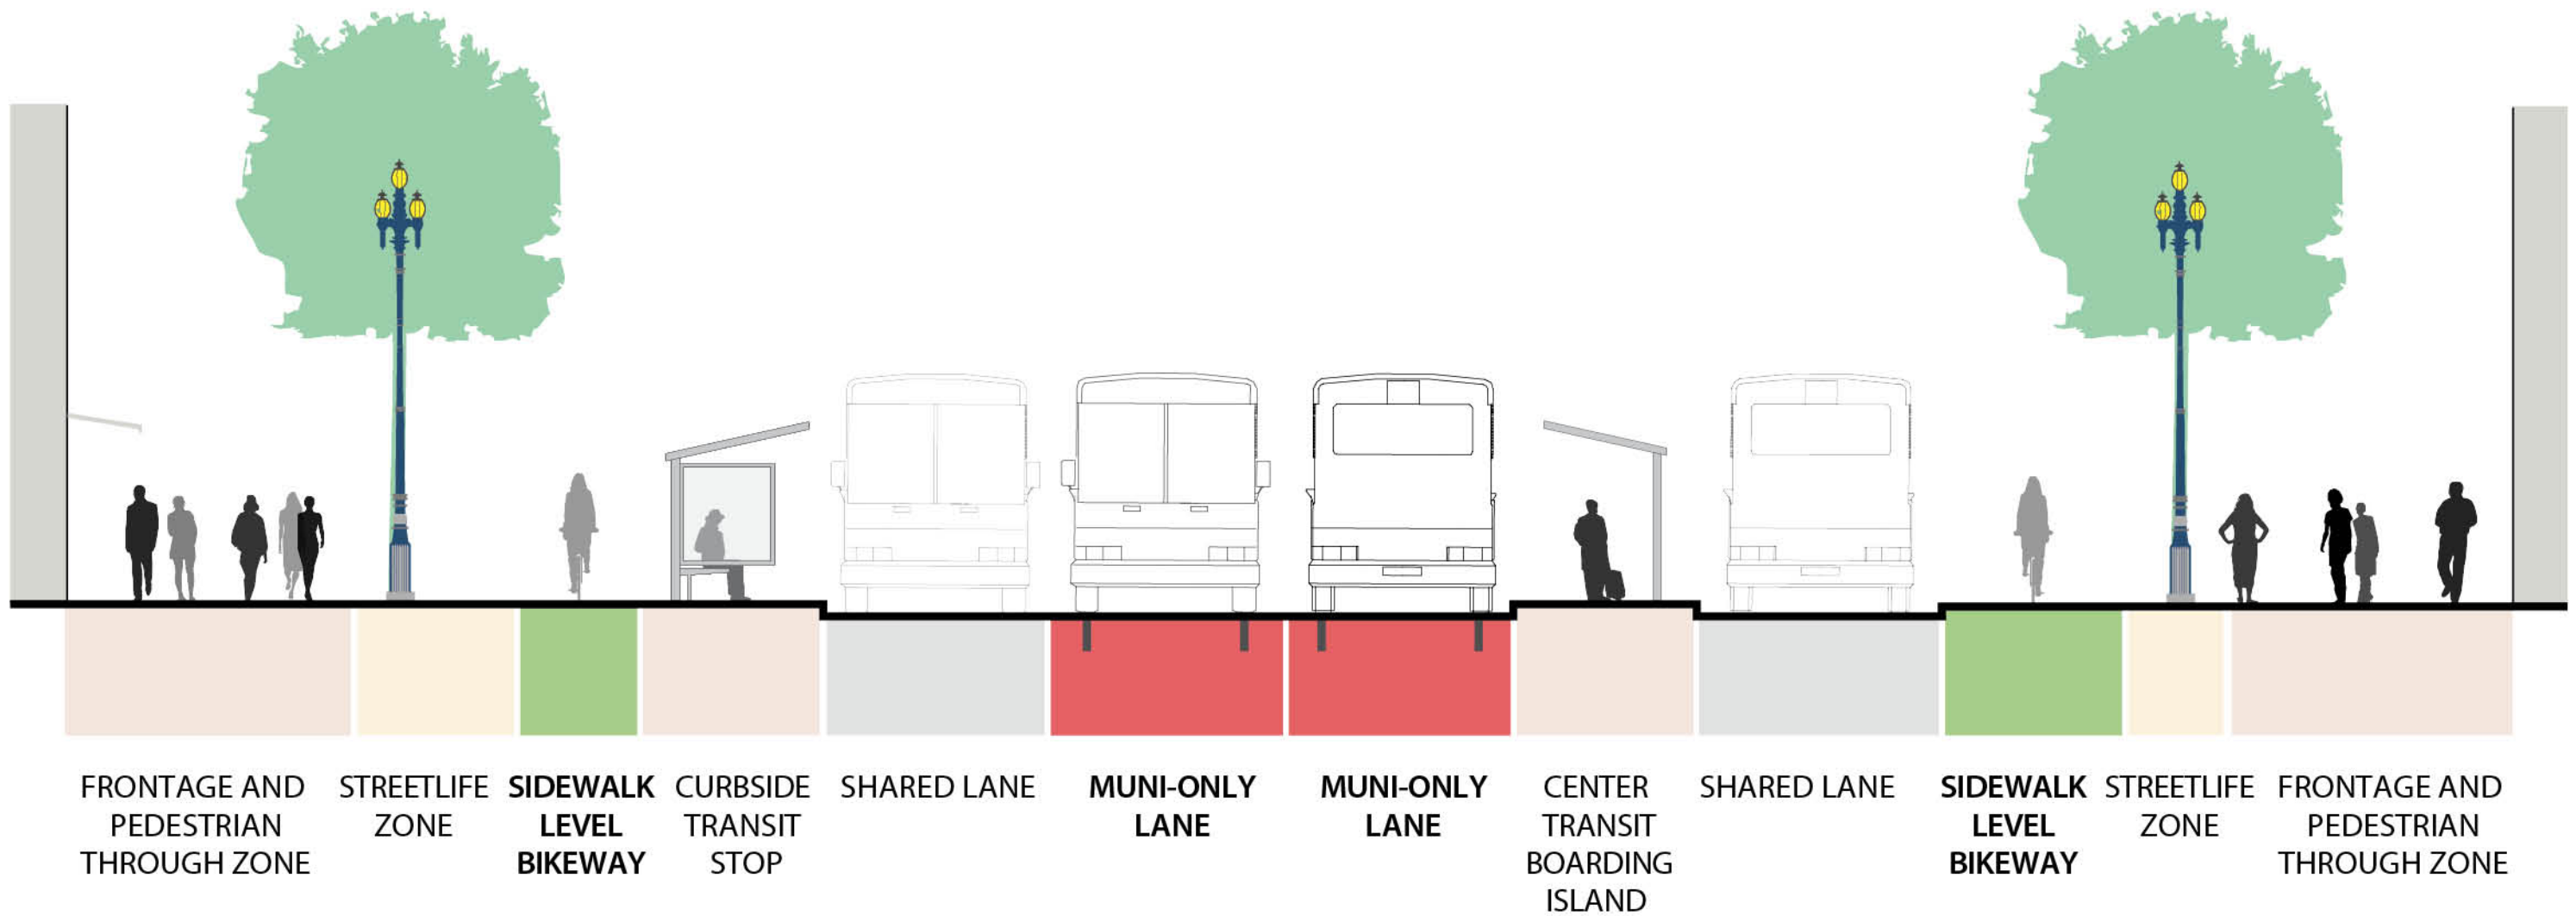 FRONTAGE AND
PEDESTRIAN
THROUGH ZONE
STREETLIFE
ZONE
SIDEWALK
LEVEL
BIKEWAY
CURBSIDE
TRANSIT
STOP
SHARED LANE
MUNI-ONLY
LANE
MUNI-ONLY
LANE
CENTER
TRANSIT
BOARDING
ISLAND
SHARED LANE
SIDEWALK
LEVEL
BIKEWAY
STREETLIFE
ZONE
FRONTAGE AND
PEDESTRIAN
THROUGH ZONE